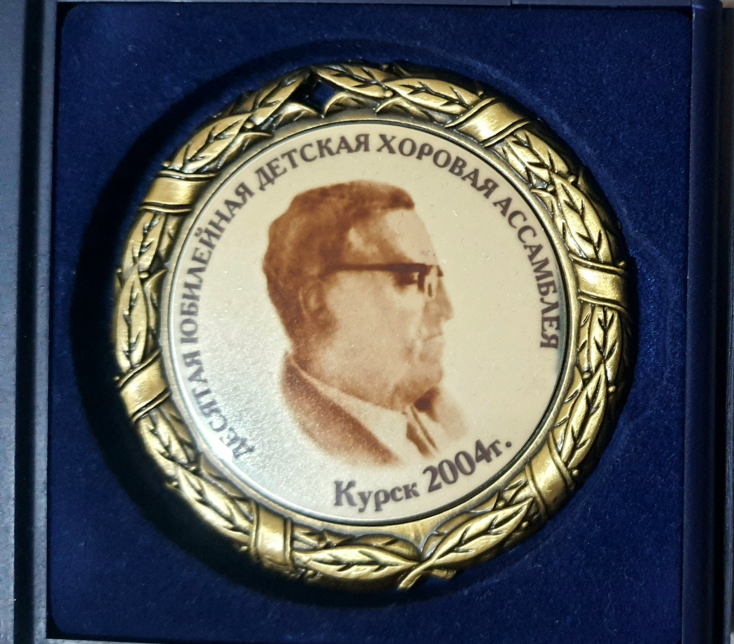 ДЕСЯТАЯ ЮБИЛЕЙНАЯ ДЕТСКАЯ ХОРОВАЯ АССАМБЛЕЯ
Курск 2004г.